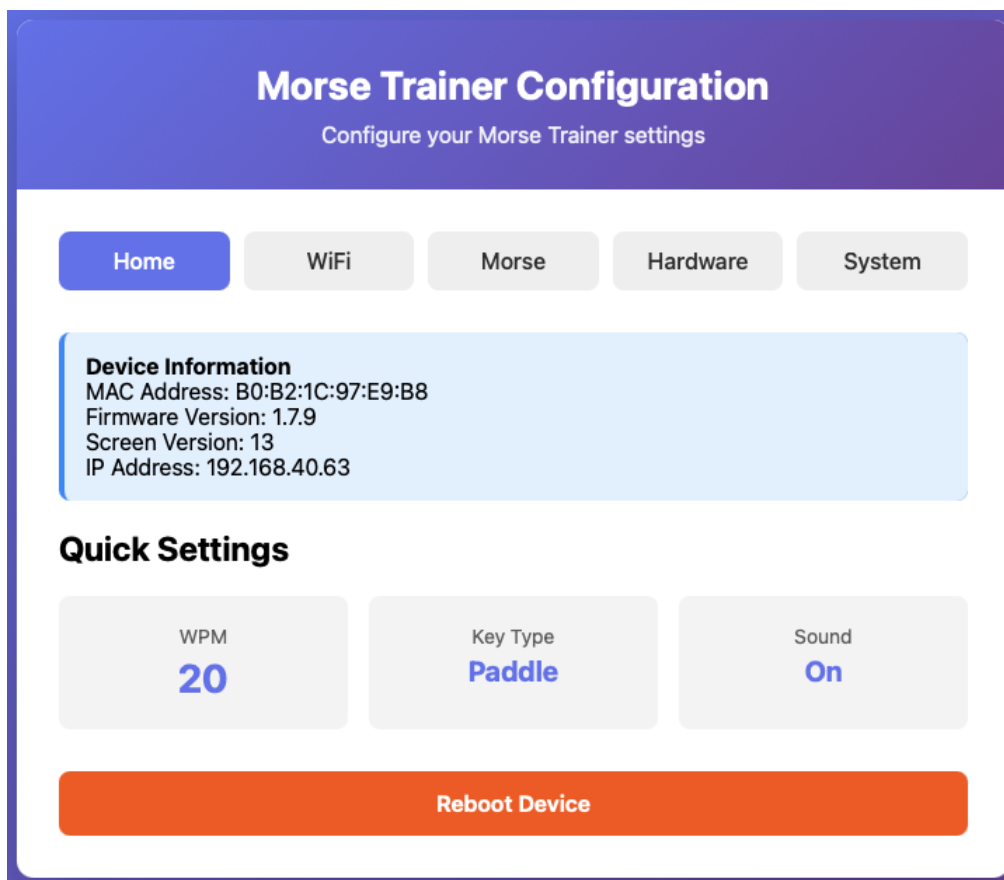 Morse Trainer Configuration
Configure your Morse Trainer settings
Home WiFi Morse Hardware System
Device Information
MAC Address: B0:B2:1C:97:E9:B8
Firmware Version: 1.7.9
Screen Version: 13
IP Address: 192.168.40.63
Quick Settings
WPM
20
Key Type
Paddle
Sound
On
Reboot Device